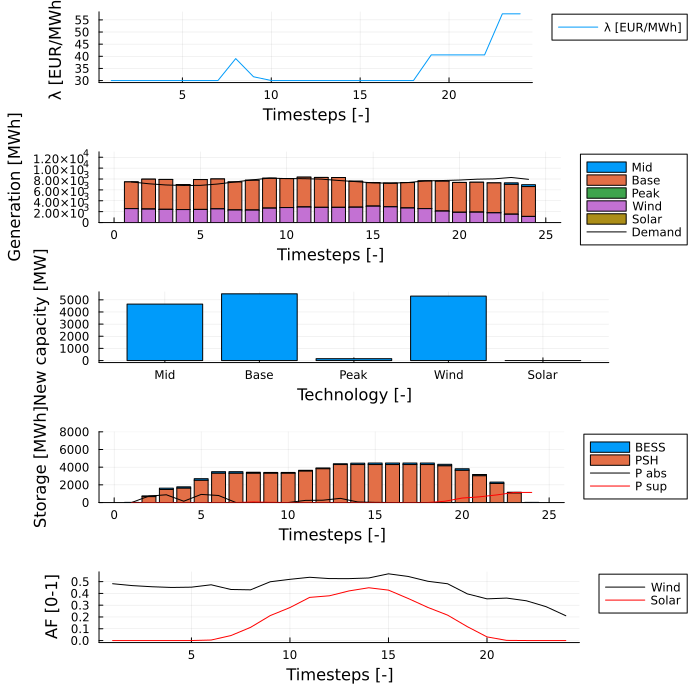 λ [EUR/MWh]
55
50
45
40
35
30
5
10
15
20
Timesteps [-]
λ [EUR/MWh]
Generation [MWh]
1.20×10⁴
1.00×10⁴
8.00×10³
6.00×10³
4.00×10³
2.00×10³
0
0
5
10
15
20
25
Timesteps [-]
Mid
Base
Peak
Wind
Solar
Demand
New capacity [MW]
5000
4000
3000
2000
1000
0
Mid
Base
Peak
Wind
Solar
Technology [-]
Storage [MWh]
8000
6000
4000
2000
0
0
5
10
15
20
25
Timesteps [-]
BESS
PSH
P abs
P sup
AF [0-1]
0.5
0.4
0.3
0.2
0.1
0.0
5
10
15
20
Timesteps [-]
Wind
Solar